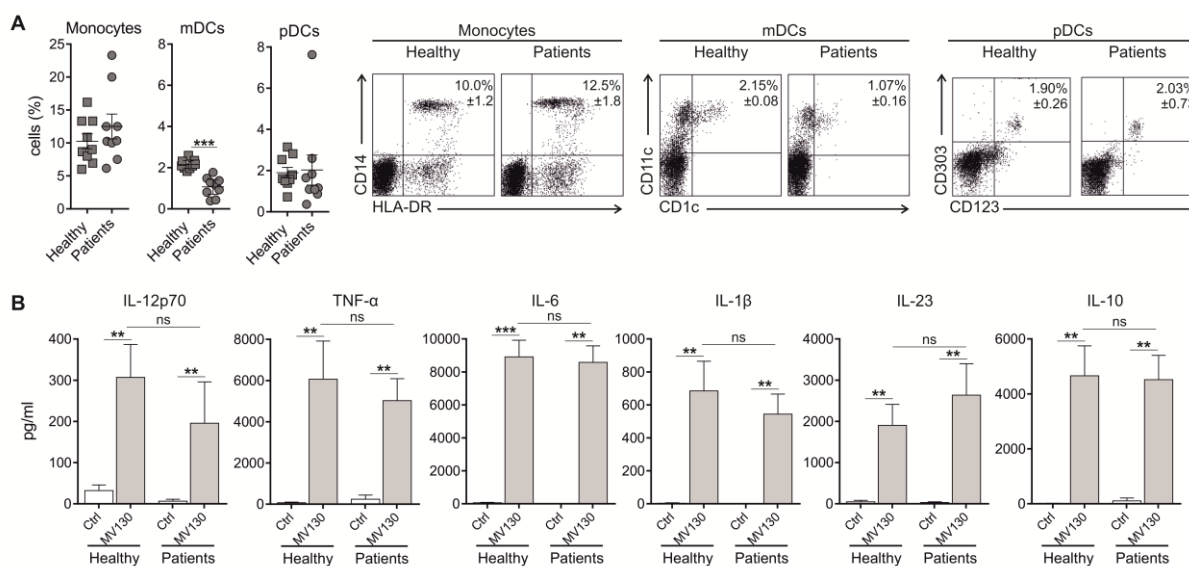 A
Monocytes
mDCs
pDCs
cells (%)
25
20
15
10
5
0
8
6
4
2
0
8
6
4
2
0
***
Healthy
Patients
Healthy
Patients
Healthy
Patients
Monocytes
Healthy
Patients
10.0%
±1.2
12.5%
±1.8
CD14
HLA-DR
mDCs
Healthy
Patients
2.15%
±0.08
1.07%
±0.16
CD11c
CD1c
pDCs
Healthy
Patients
1.90%
±0.26
2.03%
±0.73
CD303
CD123
B
pg/ml
IL-12p70
ns
**
**
400
300
200
100
0
Ctrl
MV130
Ctrl
MV130
Healthy
Patients
TNF-α
ns
**
**
8000
6000
4000
2000
0
Ctrl
MV130
Ctrl
MV130
Healthy
Patients
IL-6
ns
***
**
10000
8000
6000
4000
2000
0
Ctrl
MV130
Ctrl
MV130
Healthy
Patients
IL-1β
ns
**
**
1000
800
600
400
200
0
Ctrl
MV130
Ctrl
MV130
Healthy
Patients
IL-23
ns
**
**
4000
3000
2000
1000
0
Ctrl
MV130
Ctrl
MV130
Healthy
Patients
IL-10
ns
**
**
6000
4000
2000
0
Ctrl
MV130
Ctrl
MV130
Healthy
Patients